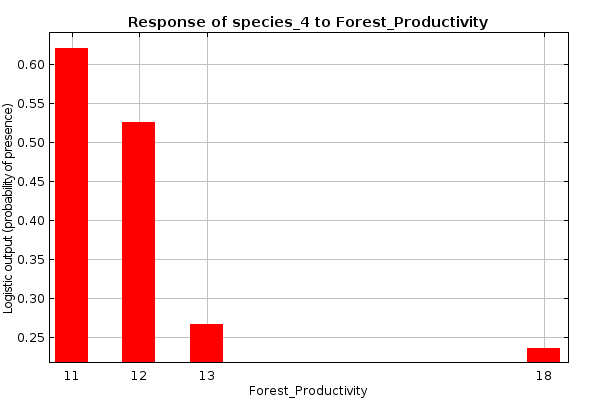 Response of species_4 to Forest_Productivity
Logistic output (probability of presence)
0.60
0.55
0.50
0.45
0.40
0.35
0.30
0.25
11 12 13 18
Forest_Productivity